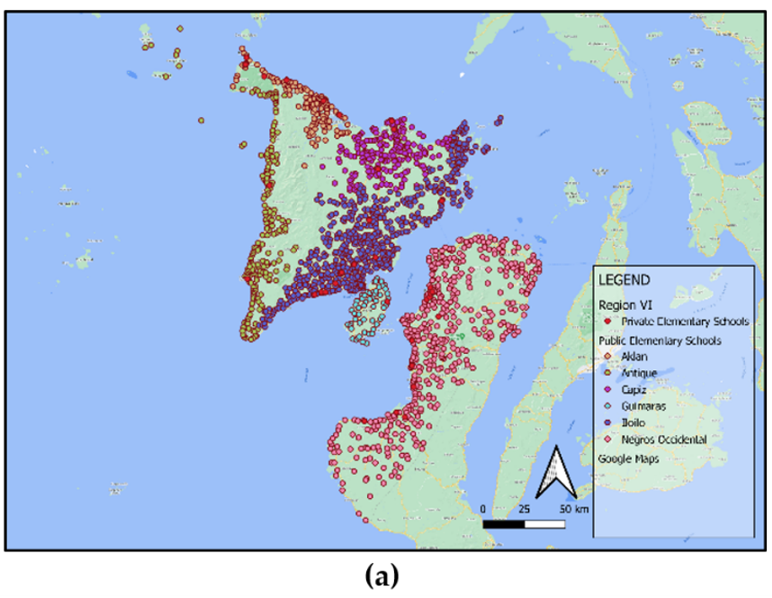 LEGEND
Region VI
Private Elementary Schools
Public Elementary Schools
Aklan
Antique
Capiz
Guimaras
Iloilo
Negros Occidental
Google Maps
0 25 50 km
(a)